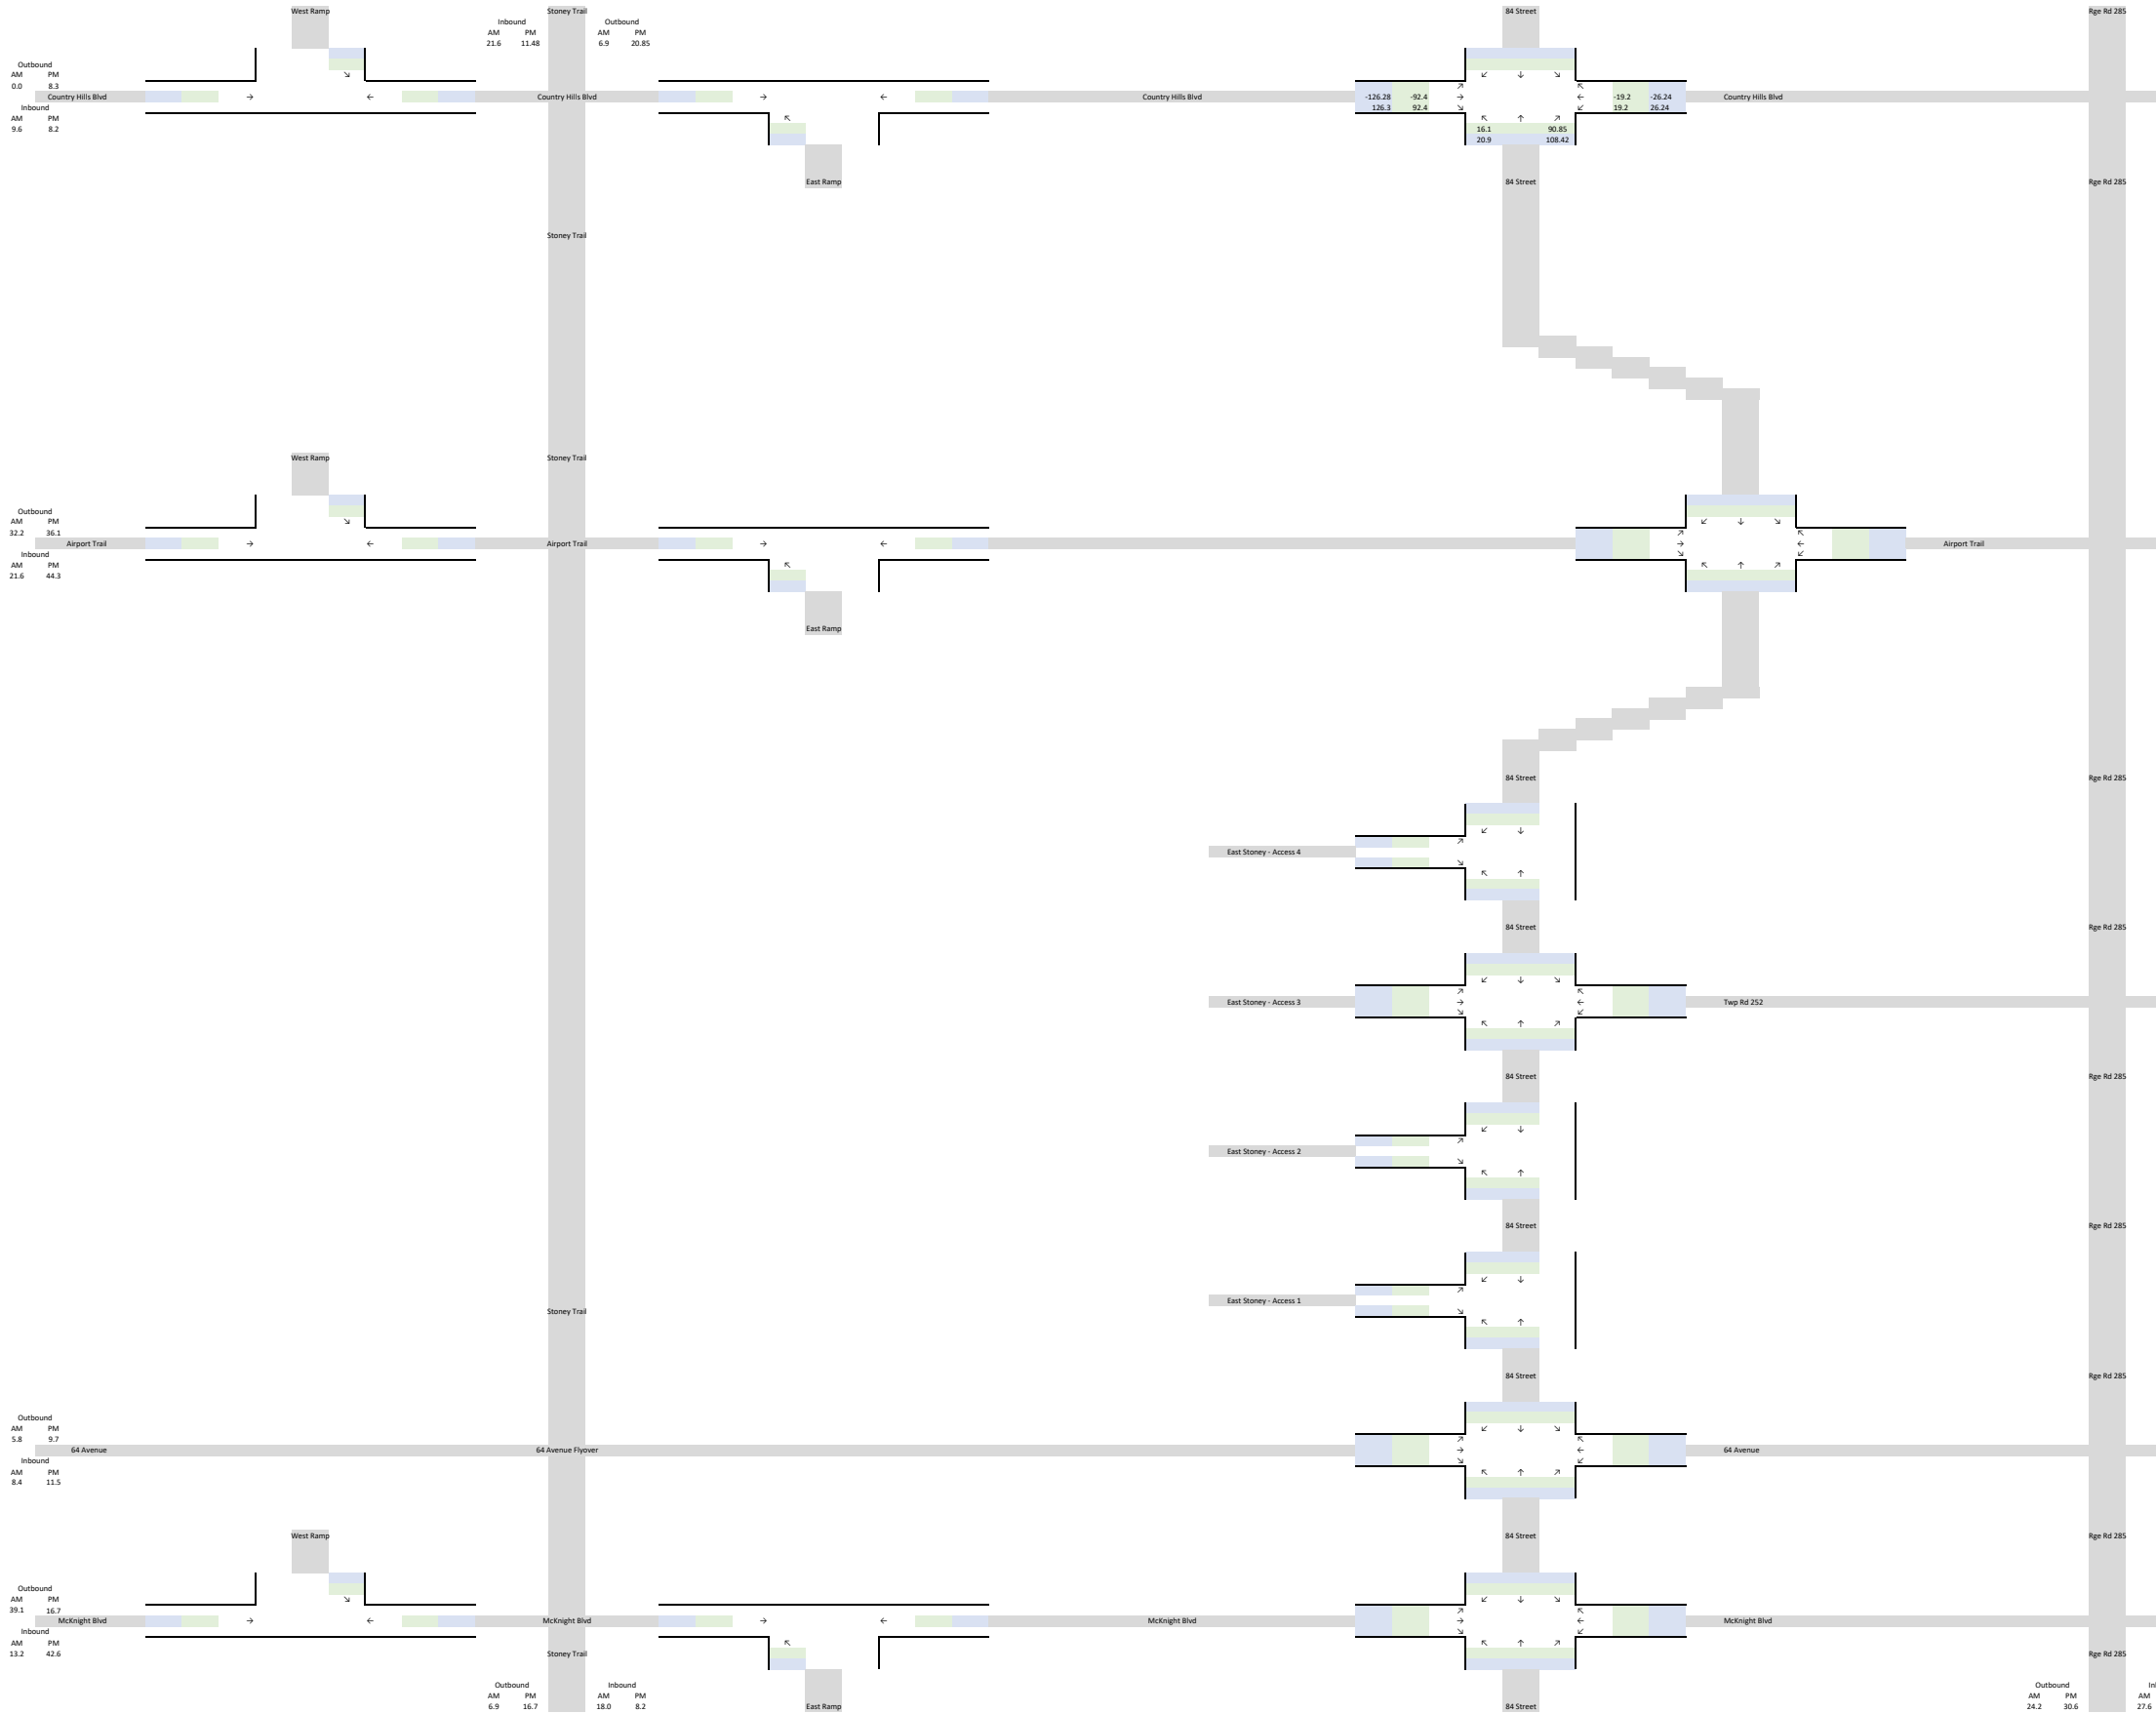 West Ramp Stoney Trail 84 Street Rge Rd 285
Inbound Outbound
AM PM AM PM
21.6 11.48 6.9 20.85
Outbound
AM PM
↘ ↙ ↓ ↘
0.0 8.3
↗ ↖
Country Hills Blvd → ← Country Hills Blvd → ← Country Hills Blvd -126.28 -92.4 → ← -19.2 -26.24 Country Hills Blvd
Inbound
126.3 92.4 ↘ ↙ 19.2 26.24
AM PM
↖ ↖ ↑ ↗
9.6 8.2
16.1 90.85
20.9 108.42
East Ramp 84 Street Rge Rd 285
Stoney Trail
West Ramp Stoney Trail
Outbound
AM PM
↘ ↙ ↓ ↘
32.2 36.1
↗ ↖
Airport Trail → ← Airport Trail → ← → ← Airport Trail
↘ ↙
Inbound
↖ ↖ ↑ ↗
AM PM
21.6 44.3
East Ramp
84 Street Rge Rd 285
↙ ↓
↗
East Stoney - Access 4
↘
↖ ↑
84 Street Rge Rd 285
↙ ↓ ↘
↗ ↖
East Stoney - Access 3 → ← Twp Rd 252
↘ ↙
↖ ↑ ↗
84 Street Rge Rd 285
↙ ↓
↗
East Stoney - Access 2
↘
↖ ↑
84 Street Rge Rd 285
↙ ↓
↗
East Stoney - Access 1
Stoney Trail ↘
↖ ↑
84 Street Rge Rd 285
Outbound
AM PM
↙ ↓ ↘
5.8 9.7
↗ ↖
64 Avenue 64 Avenue Flyover → ← 64 Avenue
Inbound
↘ ↙
AM PM
↖ ↑ ↗
8.4 11.5
West Ramp 84 Street Rge Rd 285
Outbound
AM PM
↘ ↙ ↓ ↘
39.1 16.7
↗ ↖
McKnight Blvd → ← McKnight Blvd → ← McKnight Blvd → ← McKnight Blvd
Inbound
↘ ↙
AM PM
↖ ↖ ↑ ↗
13.2 42.6 Stoney Trail Rge Rd 285
Outbound Inbound Outbound
AM PM AM PM AM PM AM
6.9 16.7 18.0 8.2 East Ramp 84 Street 24.2 30.6 27.6